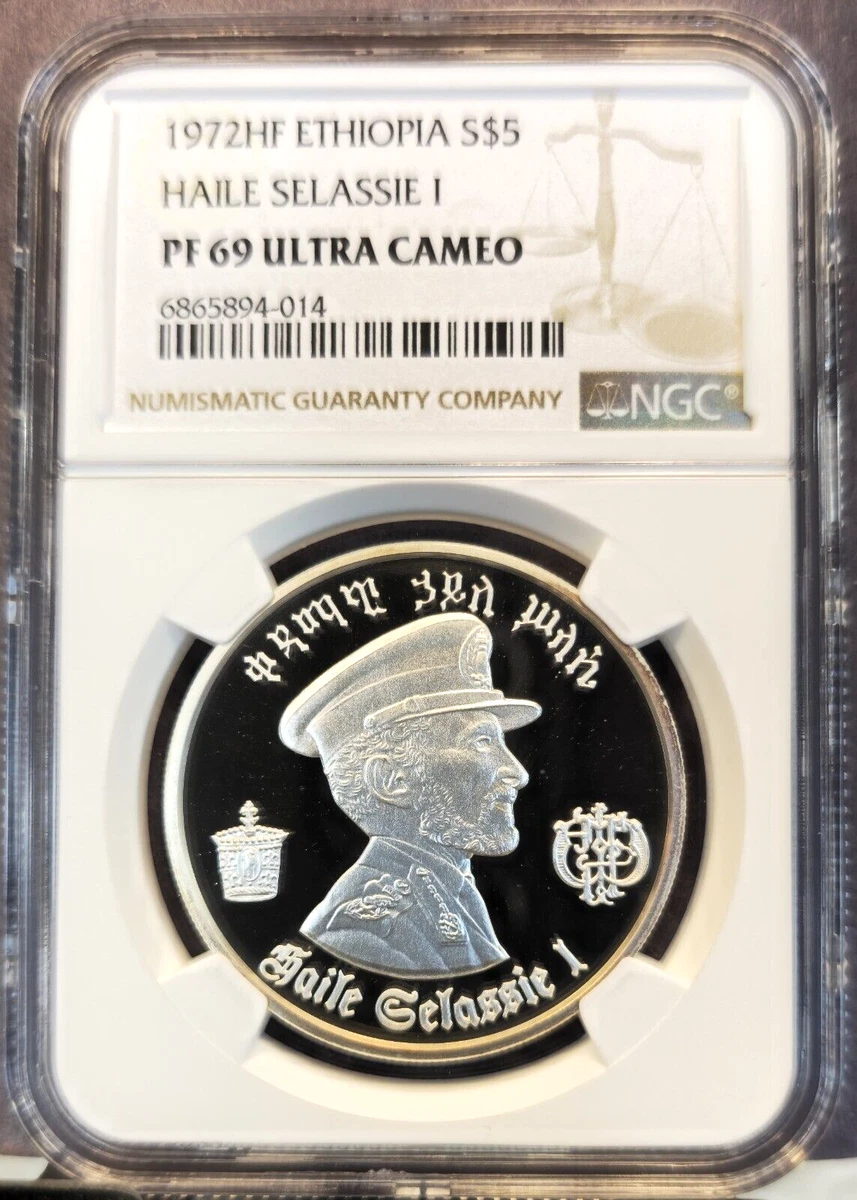 1972HF ETHIOPIA S$5
HAILE SELASSIE I
PF 69 ULTRA CAMEO
6865894-014
NUMISMATIC GUARANTY COMPANY
NGC®
ቀዳማዊ ኃይለ ሥላሴ
Haile Selassie I